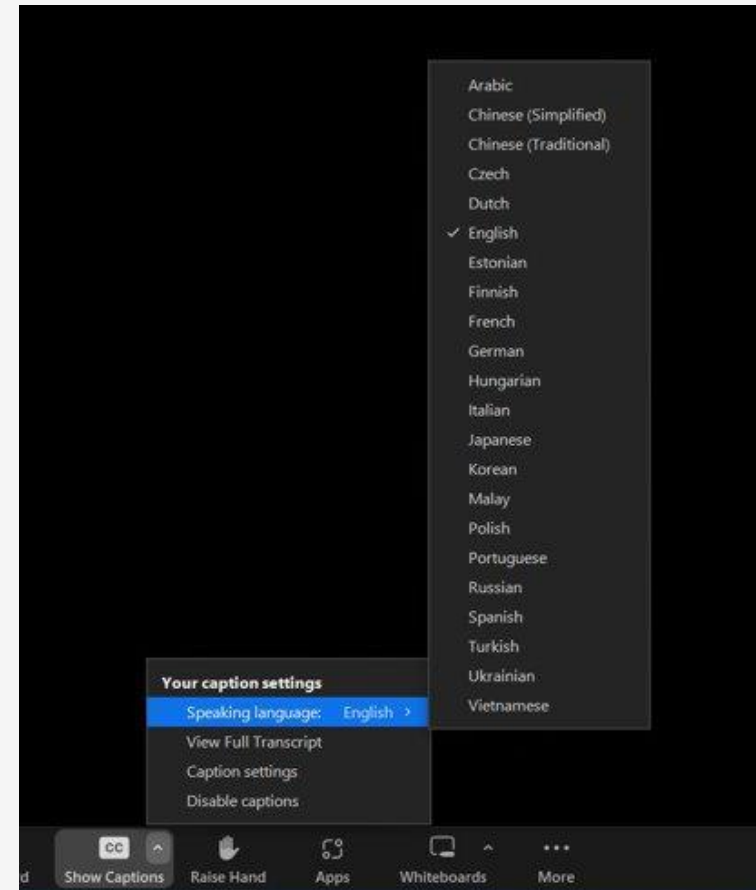 Arabic
Chinese (Simplified)
Chinese (Traditional)
Czech
Dutch
English
Estonian
Finnish
French
German
Hungarian
Italian
Japanese
Korean
Malay
Polish
Portuguese
Russian
Spanish
Turkish
Ukrainian
Vietnamese
Your caption settings
Speaking language: English
View Full Transcript
Caption settings
Disable captions
CC
Show Captions Raise Hand Apps Whiteboards More